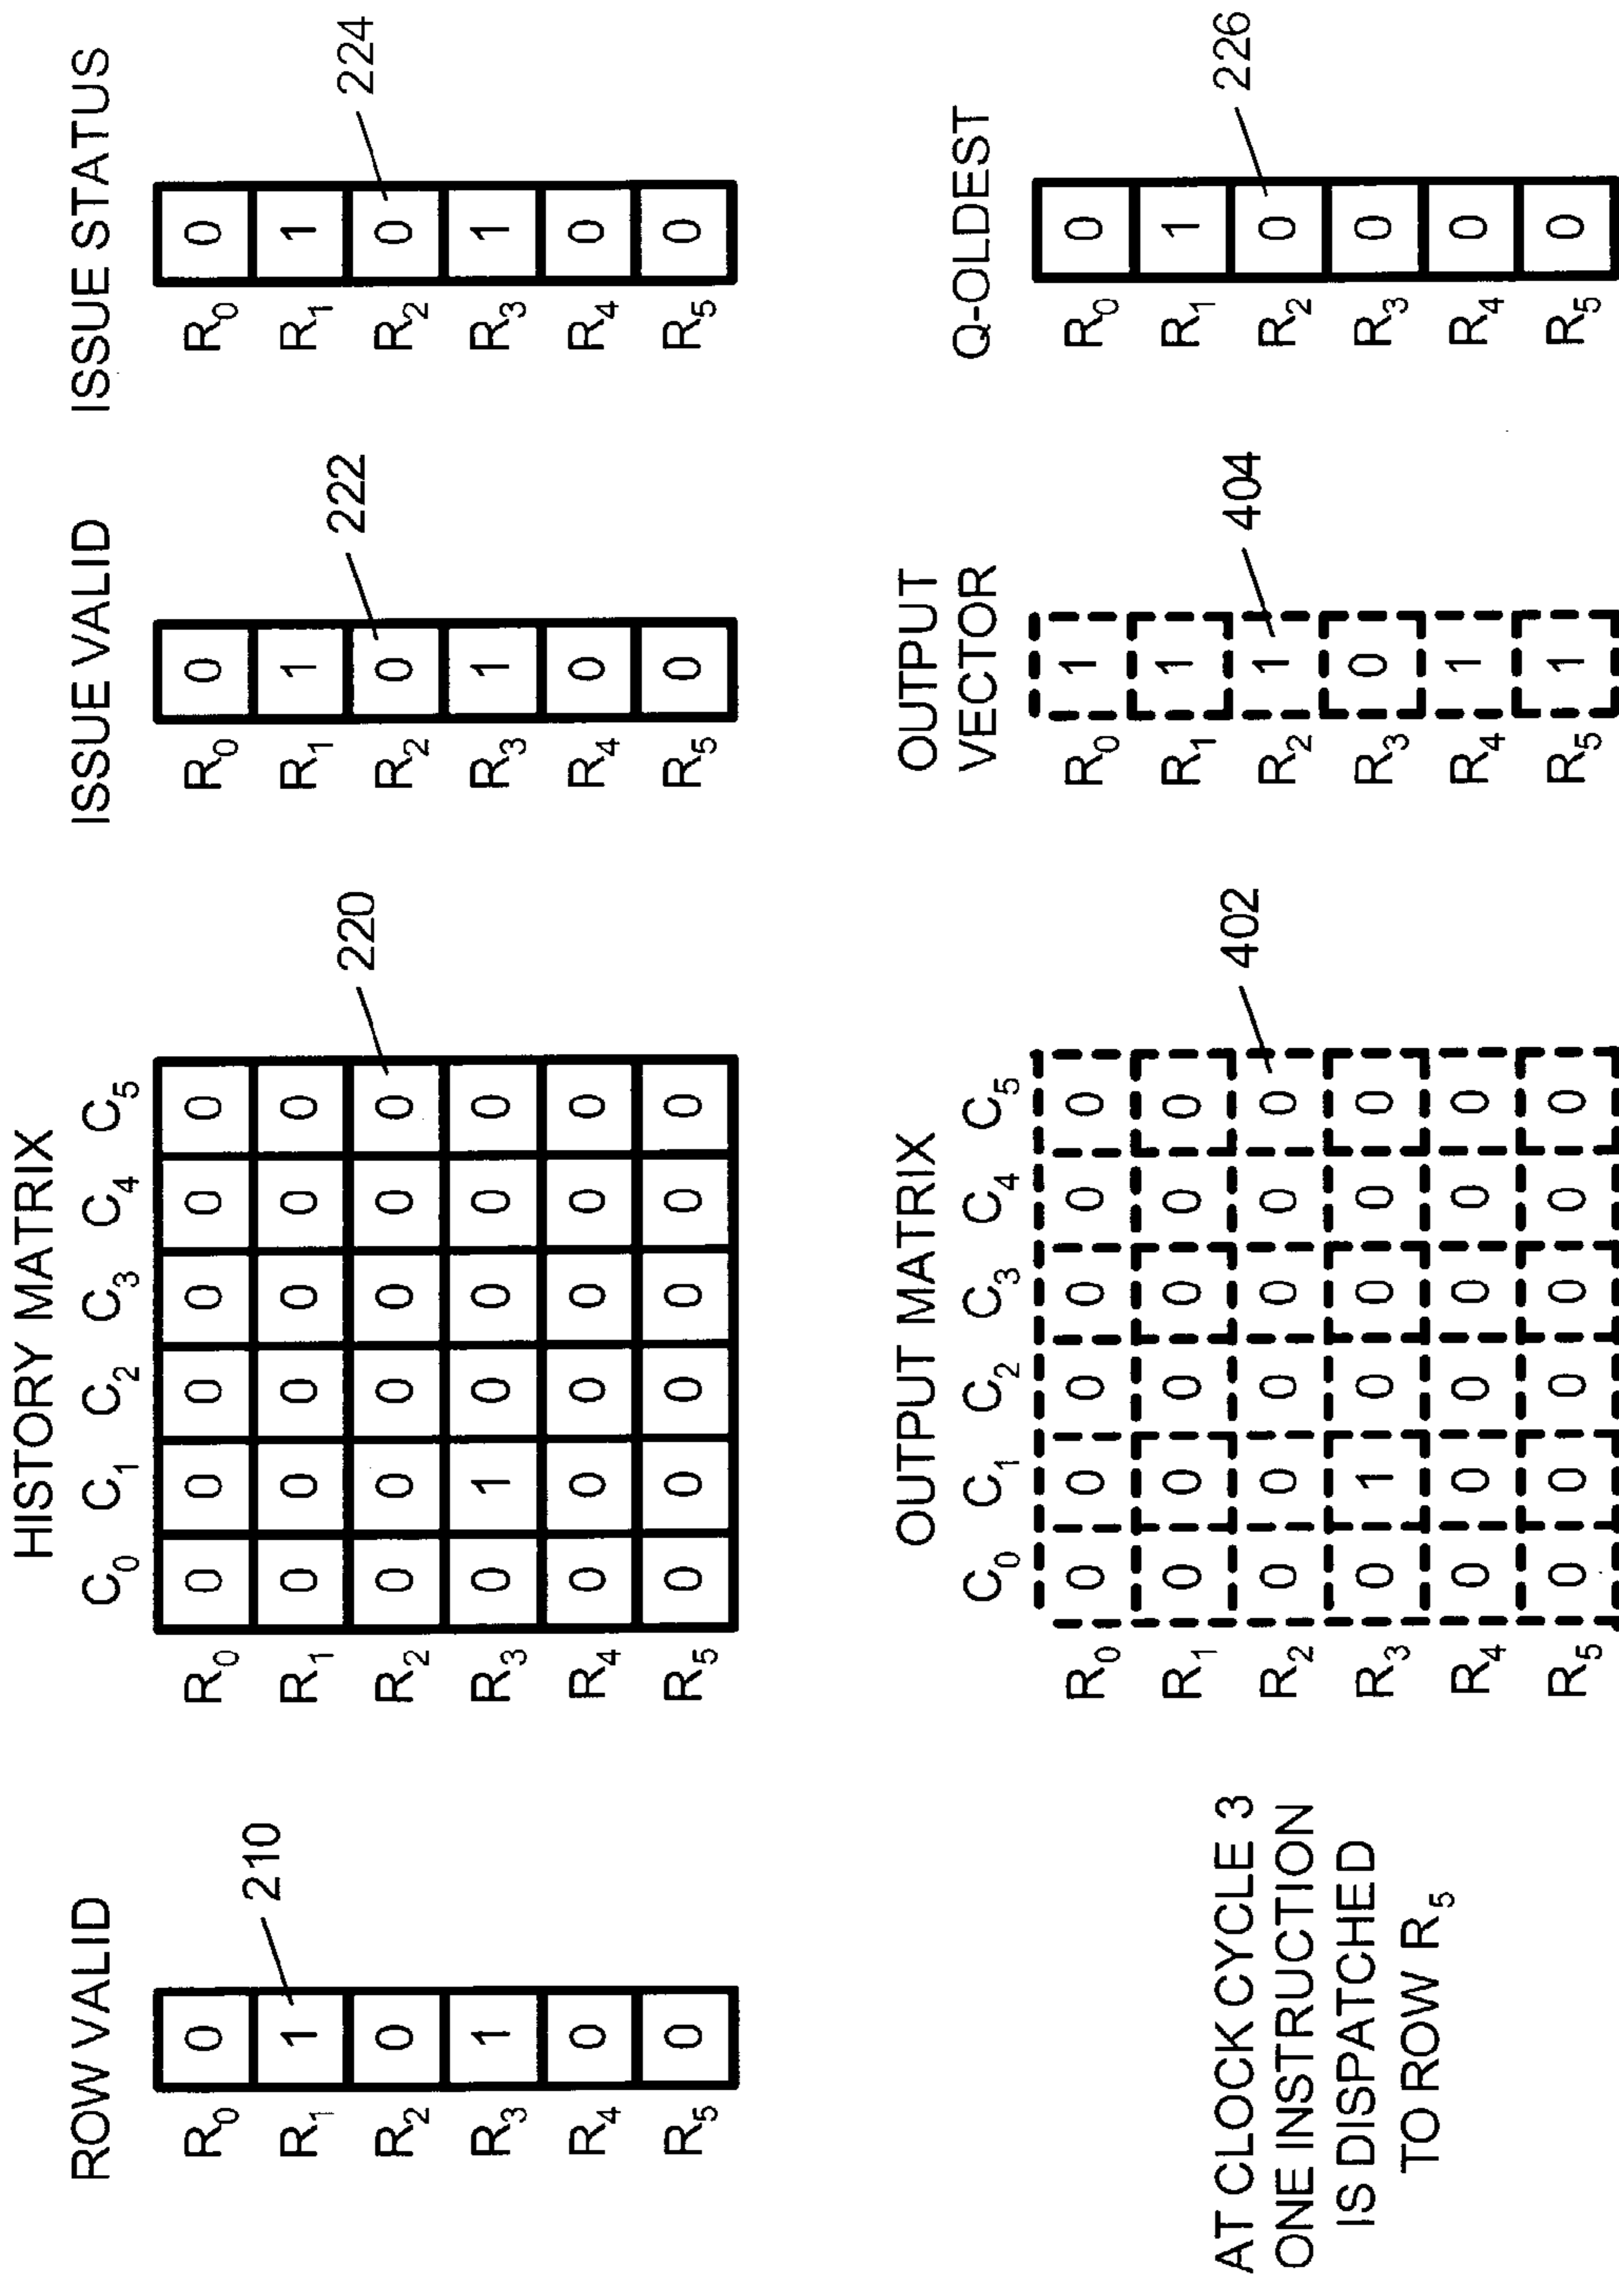 ROW VALID
210
R0 0
R1 1
R2 0
R3 1
R4 0
R5 0
HISTORY MATRIX
C0 C1 C2 C3 C4 C5
R0 0 0 0 0 0 0
R1 0 0 0 0 0 0
R2 0 0 0 0 0 0
R3 0 1 0 0 0 0
R4 0 0 0 0 0 0
R5 0 0 0 0 0 0
220
ISSUE VALID
R0 0
R1 1
R2 0
R3 1
R4 0
R5 0
222
ISSUE STATUS
R0 0
R1 1
R2 0
R3 1
R4 0
R5 0
224
AT CLOCK CYCLE 3
ONE INSTRUCTION
IS DISPATCHED
TO ROW R5
OUTPUT MATRIX
C0 C1 C2 C3 C4 C5
R0 0 0 0 0 0 0
R1 0 0 0 0 0 0
R2 0 0 0 0 0 0
R3 0 1 0 0 0 0
R4 0 0 0 0 0 0
R5 0 0 0 0 0 0
402
OUTPUT
VECTOR
R0 1
R1 1
R2 1
R3 0
R4 1
R5 1
404
Q-OLDEST
R0 0
R1 1
R2 0
R3 0
R4 0
R5 0
226